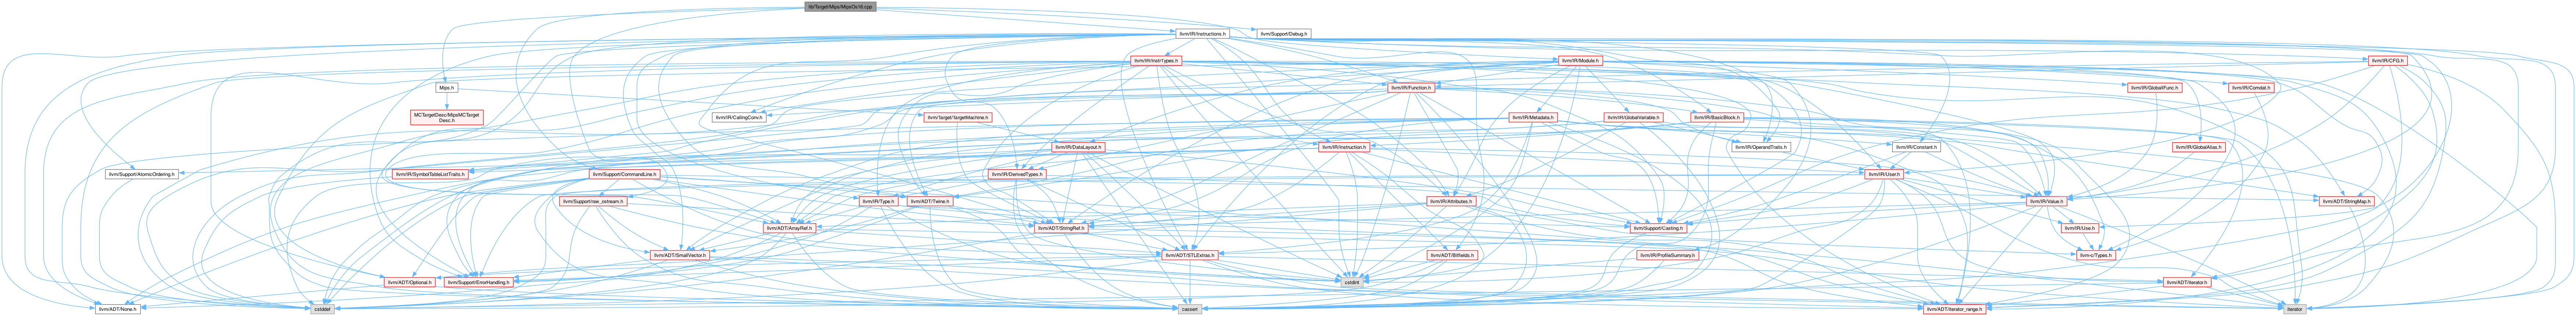 lib/Target/Mips/MipsOs16.cpp
llvm/IR/Instructions.h
llvm/Support/Debug.h
llvm/IR/InstrTypes.h
llvm/IR/Module.h
llvm/IR/CFG.h
Mips.h
llvm/IR/Function.h
llvm/IR/GlobalIFunc.h
llvm/IR/Comdat.h
MCTargetDesc/MipsMCTarget
Desc.h
llvm/IR/CallingConv.h
llvm/Target/TargetMachine.h
llvm/IR/Metadata.h
llvm/IR/GlobalVariable.h
llvm/IR/BasicBlock.h
llvm/IR/DataLayout.h
llvm/IR/Instruction.h
llvm/IR/OperandTraits.h
llvm/IR/Constant.h
llvm/IR/GlobalAlias.h
llvm/Support/AtomicOrdering.h
llvm/IR/SymbolTableListTraits.h
llvm/Support/CommandLine.h
llvm/IR/DerivedTypes.h
llvm/IR/User.h
llvm/Support/raw_ostream.h
llvm/IR/Type.h
llvm/ADT/Twine.h
llvm/IR/Attributes.h
llvm/IR/Value.h
llvm/ADT/StringMap.h
llvm/ADT/ArrayRef.h
llvm/ADT/StringRef.h
llvm/Support/Casting.h
llvm/IR/Use.h
llvm/ADT/SmallVector.h
llvm/ADT/STLExtras.h
llvm/ADT/Bitfields.h
llvm/IR/ProfileSummary.h
llvm-c/Types.h
llvm/ADT/Optional.h
llvm/Support/ErrorHandling.h
cstdint
llvm/ADT/iterator.h
llvm/ADT/None.h
cstddef
cassert
llvm/ADT/iterator_range.h
iterator